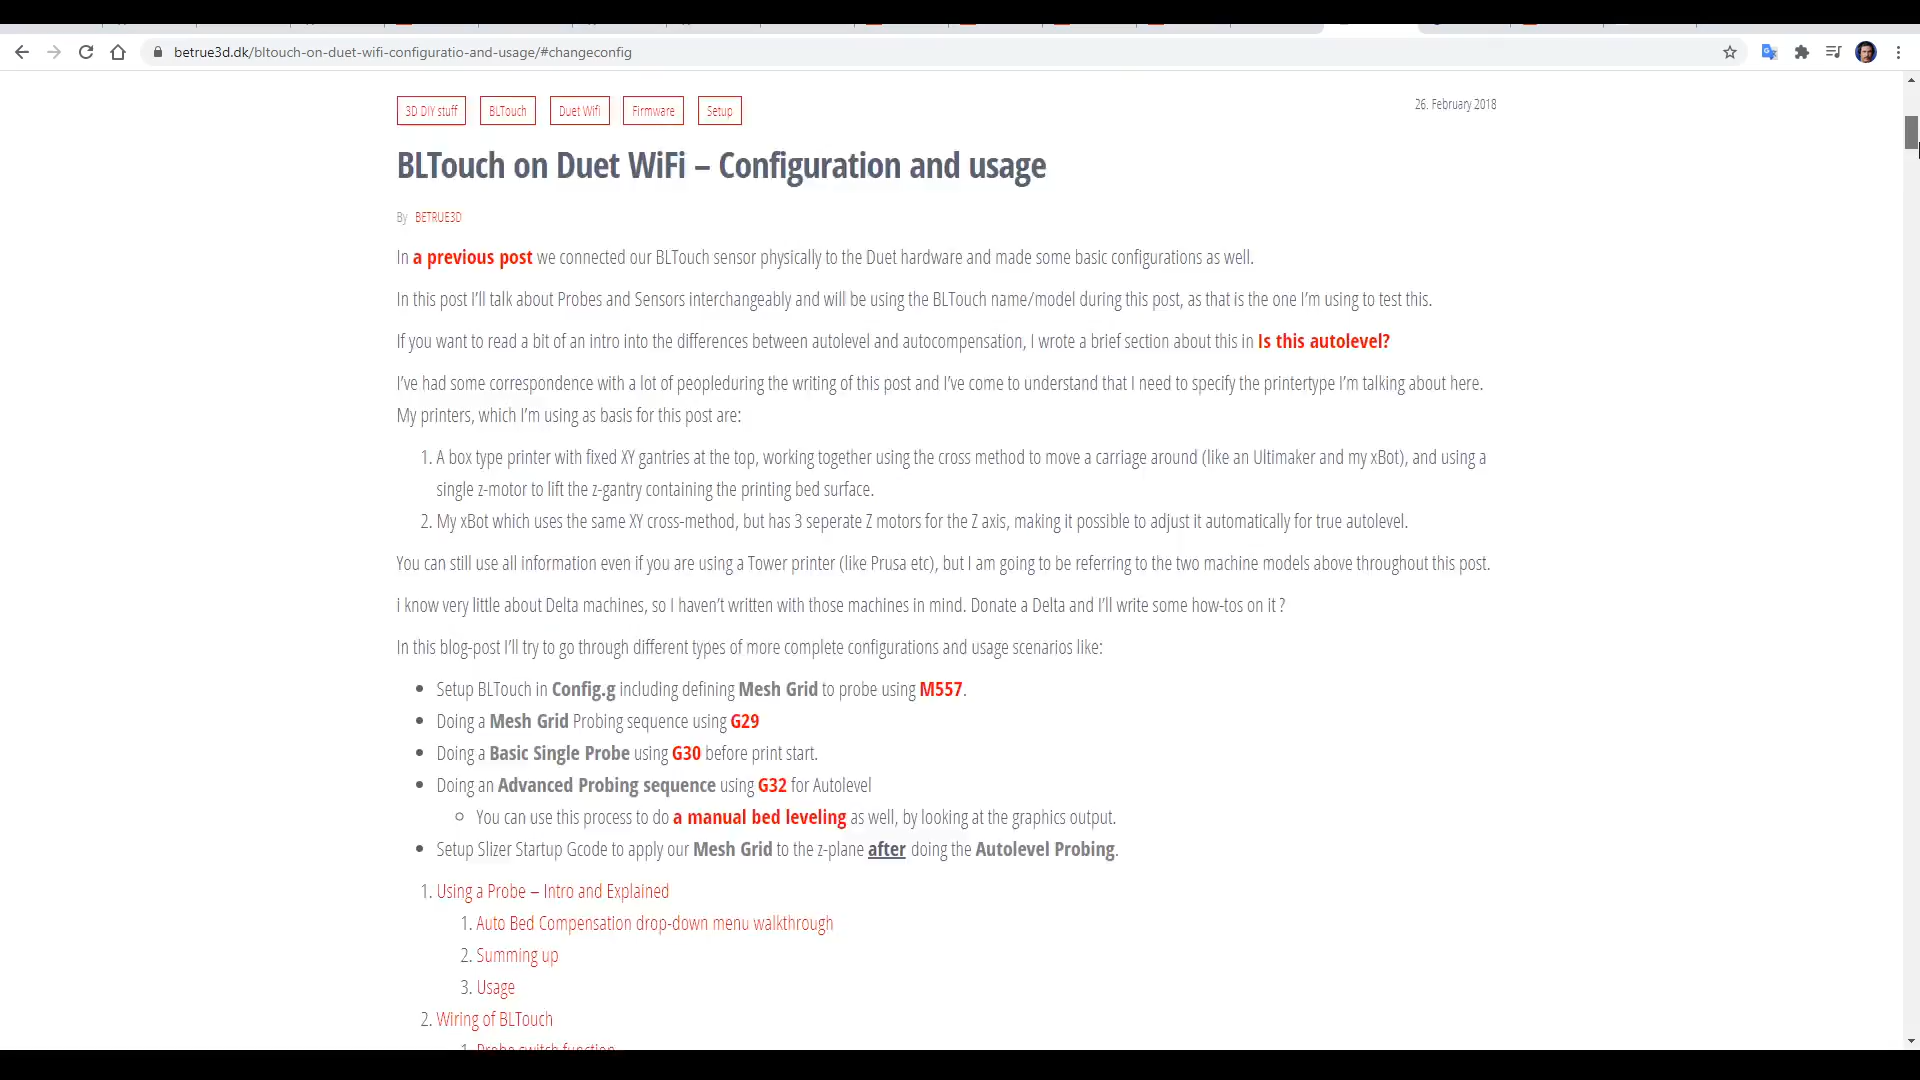 betrue3d.dk/bltouch-on-duet-wifi-configuratio-and-usage/#changeconfig
3D DIY stuff
BLTouch
Duet Wifi
Firmware
Setup
26. February 2018
BLTouch on Duet WiFi – Configuration and usage
By BETRUE3D
In a previous post we connected our BLTouch sensor physically to the Duet hardware and made some basic configurations as well.
In this post I'll talk about Probes and Sensors interchangeably and will be using the BLTouch name/model during this post, as that is the one I'm using to test this.
If you want to read a bit of an intro into the differences between autolevel and autocompensation, I wrote a brief section about this in Is this autolevel?
I've had some correspondence with a lot of peopleduring the writing of this post and I've come to understand that I need to specify the printertype I'm talking about here.
My printers, which I'm using as basis for this post are:
1. A box type printer with fixed XY gantries at the top, working together using the cross method to move a carriage around (like an Ultimaker and my xBot), and using a
single z-motor to lift the z-gantry containing the printing bed surface.
2. My xBot which uses the same XY cross-method, but has 3 seperate Z motors for the Z axis, making it possible to adjust it automatically for true autolevel.
You can still use all information even if you are using a Tower printer (like Prusa etc), but I am going to be referring to the two machine models above throughout this post.
i know very little about Delta machines, so I haven't written with those machines in mind. Donate a Delta and I'll write some how-tos on it ?
In this blog-post I'll try to go through different types of more complete configurations and usage scenarios like:
• Setup BLTouch in Config.g including defining Mesh Grid to probe using M557.
• Doing a Mesh Grid Probing sequence using G29
• Doing a Basic Single Probe using G30 before print start.
• Doing an Advanced Probing sequence using G32 for Autolevel
◦ You can use this process to do a manual bed leveling as well, by looking at the graphics output.
• Setup Slizer Startup Gcode to apply our Mesh Grid to the z-plane after doing the Autolevel Probing.
1. Using a Probe – Intro and Explained
1. Auto Bed Compensation drop-down menu walkthrough
2. Summing up
3. Usage
2. Wiring of BLTouch
1. Probe switch function